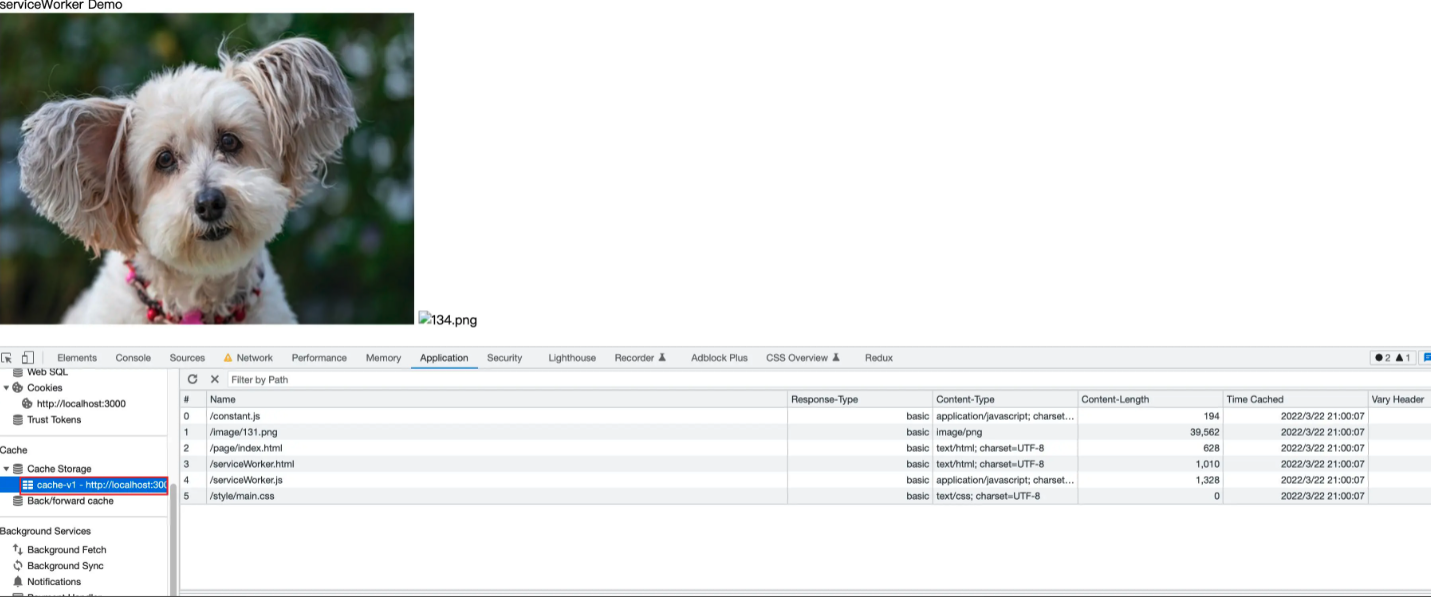 serviceWorker Demo
134.png
Elements Console Sources Network Performance Memory Application Security Lighthouse Recorder Adblock Plus CSS Overview Redux 2 1
Web SQL
Cookies
http://localhost:3000
Trust Tokens
Cache
Cache Storage
cache-v1 - http://localhost:300
Back/forward cache
Background Services
Background Fetch
Background Sync
Notifications
Filter by Path
# Name Response-Type Content-Type Content-Length Time Cached Vary Header
0 /constant.js basic application/javascript; charset... 194 2022/3/22 21:00:07
1 /image/131.png basic image/png 39,562 2022/3/22 21:00:07
2 /page/index.html basic text/html; charset=UTF-8 628 2022/3/22 21:00:07
3 /serviceWorker.html basic text/html; charset=UTF-8 1,010 2022/3/22 21:00:07
4 /serviceWorker.js basic application/javascript; charset... 1,328 2022/3/22 21:00:07
5 /style/main.css basic text/css; charset=UTF-8 0 2022/3/22 21:00:07